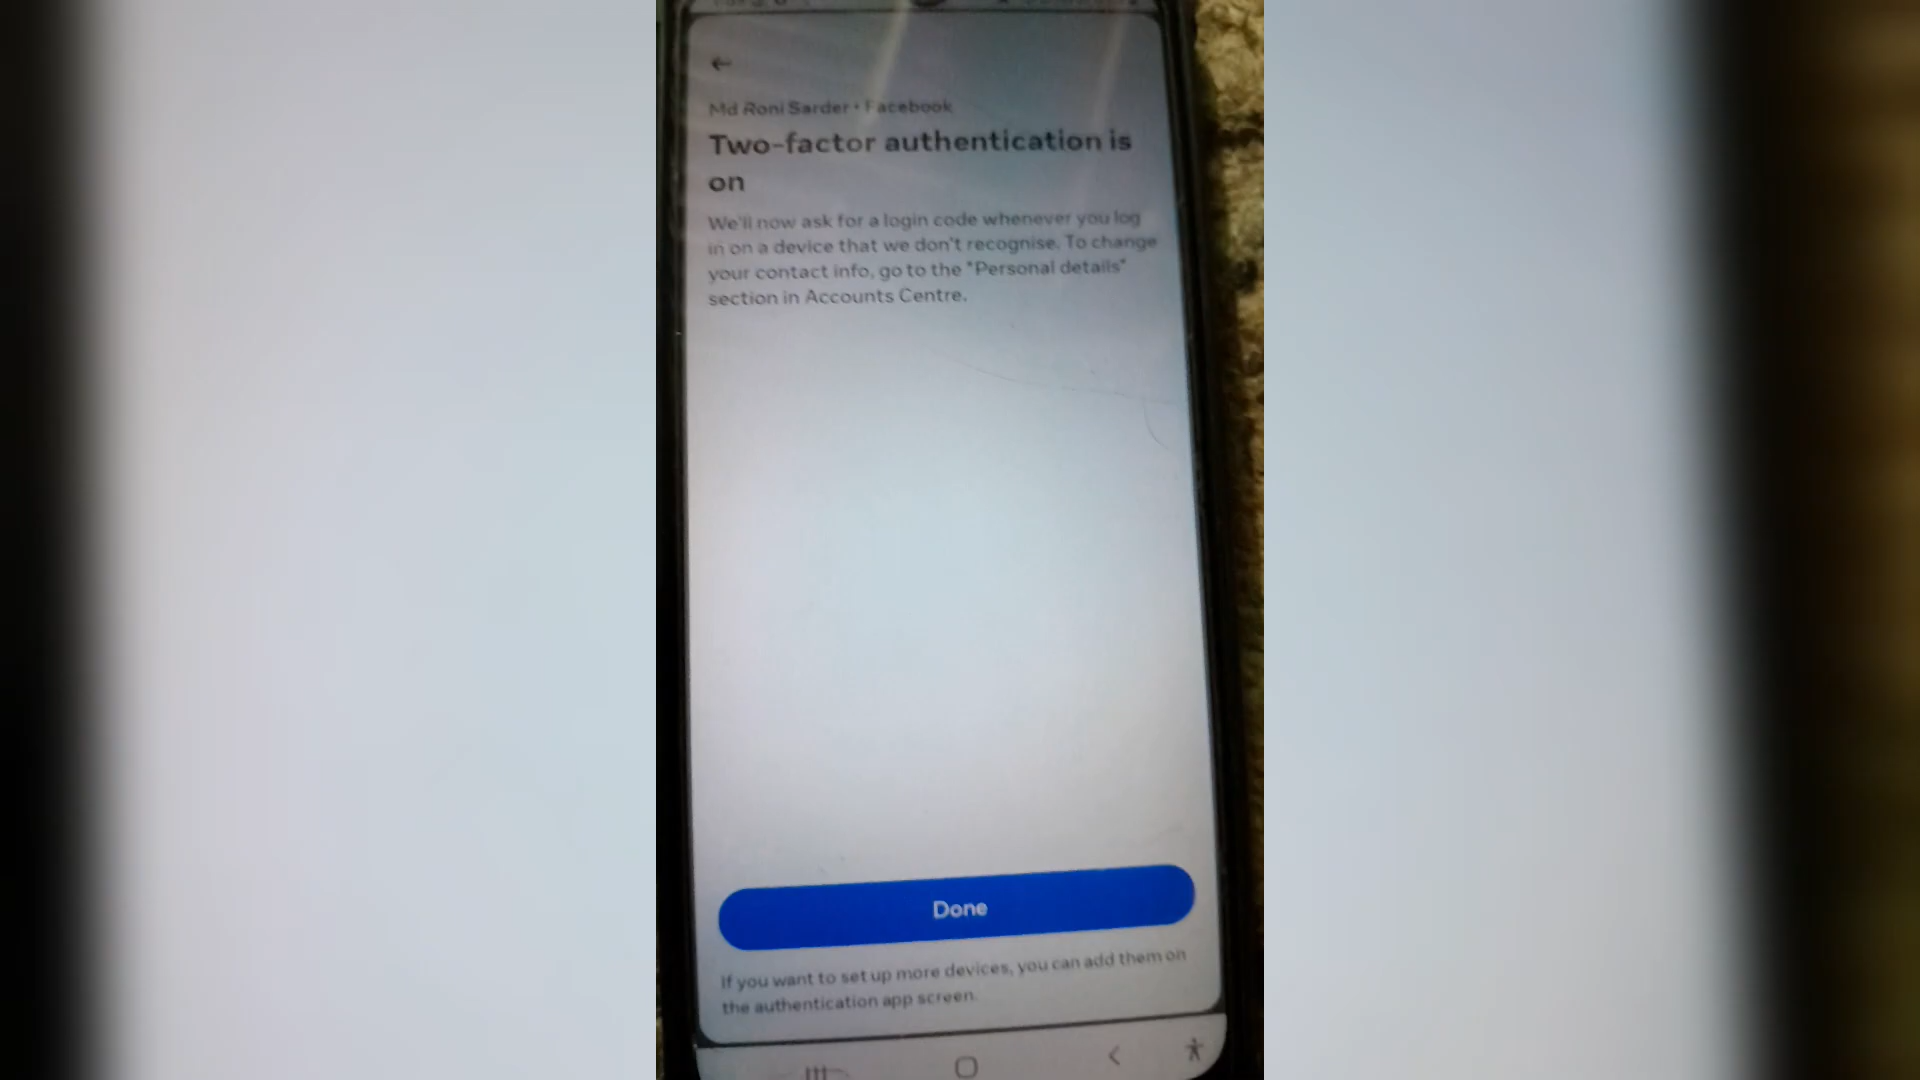 Md Roni Sarder • Facebook
Two-factor authentication is
on
We'll now ask for a login code whenever you log
in on a device that we don't recognise. To change
your contact info, go to the "Personal details"
section in Accounts Centre.
Done
If you want to set up more devices, you can add them on
the authentication app screen.